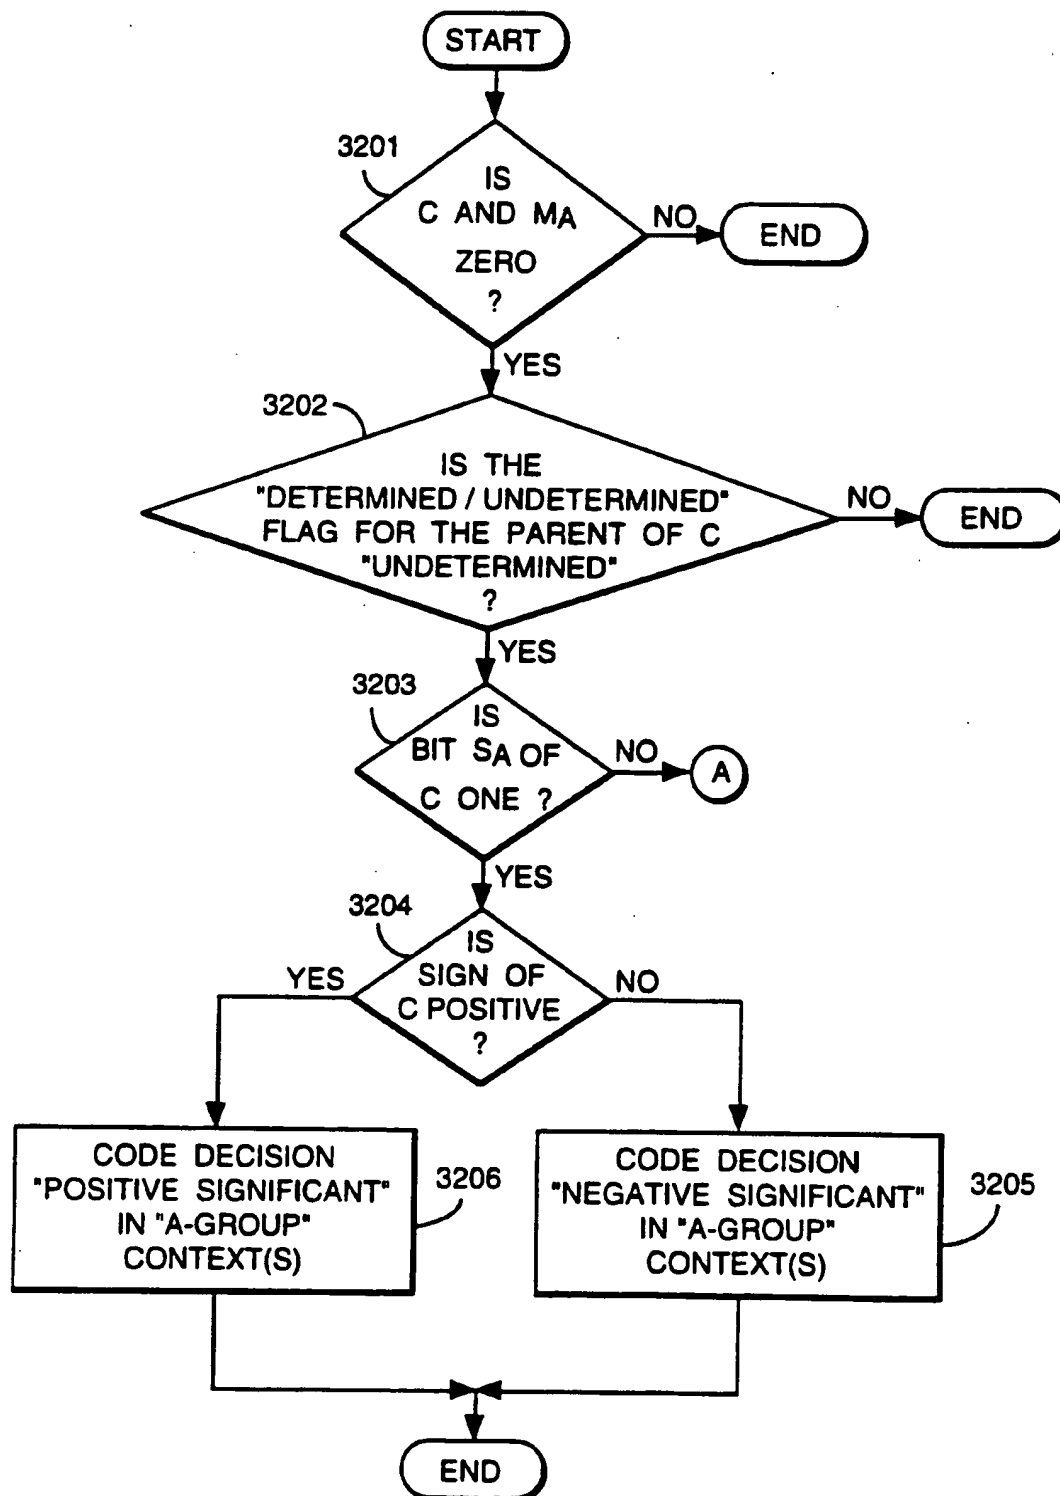 START
3201
IS
C AND MA
ZERO
?
NO
END
YES
3202
IS THE
"DETERMINED / UNDETERMINED"
FLAG FOR THE PARENT OF C
"UNDETERMINED"
?
NO
END
YES
3203
IS
BIT SA OF
C ONE ?
NO
A
YES
3204
IS
SIGN OF
C POSITIVE
?
YES
NO
CODE DECISION
"POSITIVE SIGNIFICANT"
IN "A-GROUP"
CONTEXT(S)
3206
CODE DECISION
"NEGATIVE SIGNIFICANT"
IN "A-GROUP"
CONTEXT(S)
3205
END